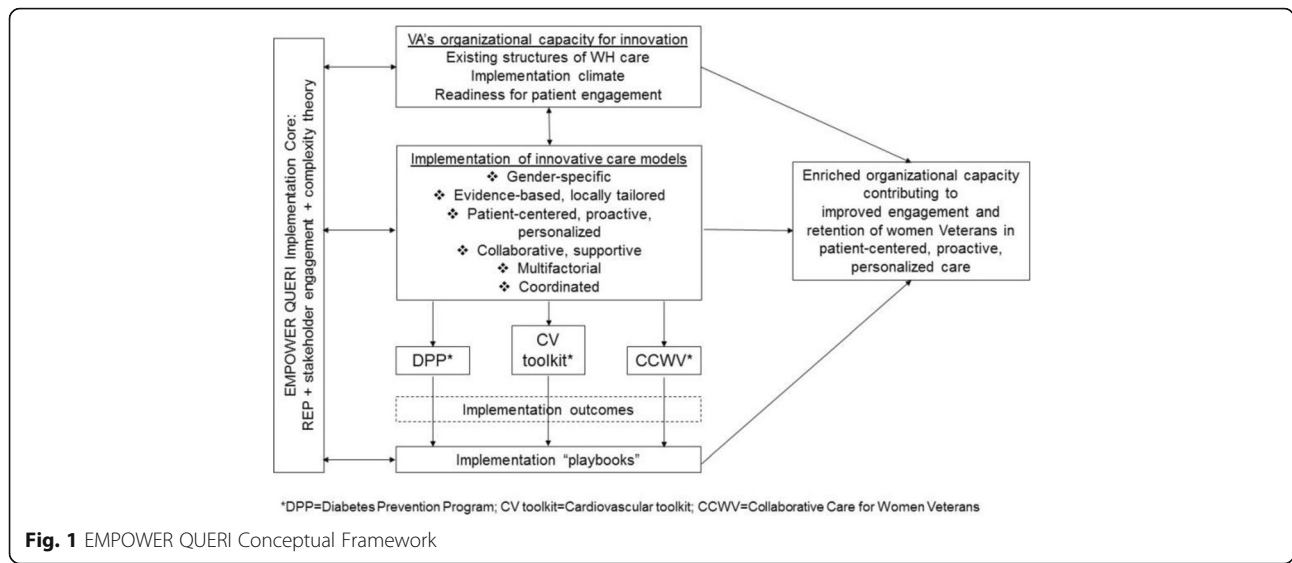 EMPOWER QUERI Implementation Core:
REP + stakeholder engagement + complexity theory
VA's organizational capacity for innovation
Existing structures of WH care
Implementation climate
Readiness for patient engagement
Implementation of innovative care models
❖ Gender-specific
❖ Evidence-based, locally tailored
❖ Patient-centered, proactive,
personalized
❖ Collaborative, supportive
❖ Multifactorial
❖ Coordinated
Enriched organizational capacity
contributing to
improved engagement and
retention of women Veterans in
patient-centered, proactive,
personalized care
DPP*
CV
toolkit*
CCWV*
Implementation outcomes
Implementation "playbooks"
*DPP=Diabetes Prevention Program; CV toolkit=Cardiovascular toolkit; CCWV=Collaborative Care for Women Veterans
Fig. 1 EMPOWER QUERI Conceptual Framework